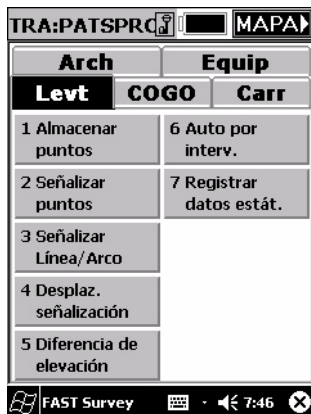 TRA:PATSPRO
MAPA
Arch
Equip
Levt
COGO
Carr
1 Almacenar
puntos
6 Auto por
interv.
2 Señalizar
puntos
7 Registrar
datos estát.
3 Señalizar
Línea/Arco
4 Desplaz.
señalización
5 Diferencia de
elevación
FAST Survey
7:46